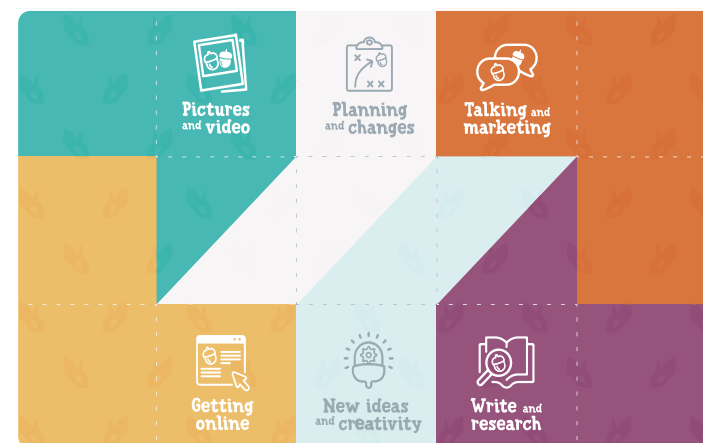 Pictures
and video
Planning
and changes
Talking and
marketing
Getting
online
New ideas
and creativity
Write and
research